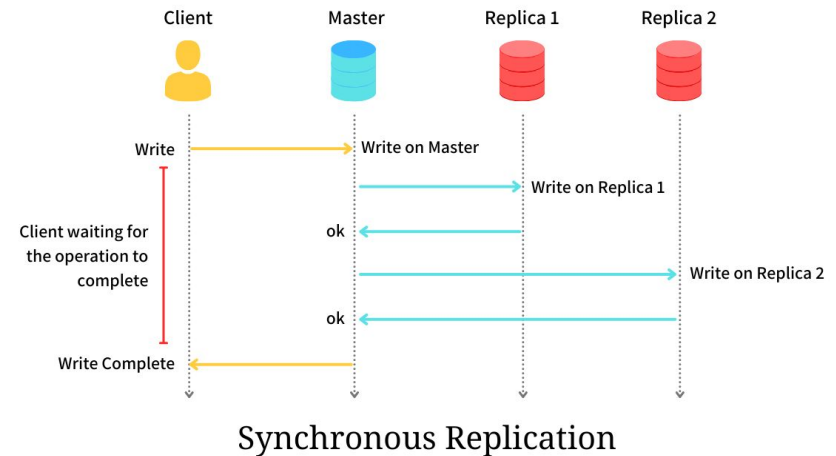 Client
Master
Replica 1
Replica 2
Write
Write on Master
Write on Replica 1
Client waiting for
the operation to
complete
ok
Write on Replica 2
ok
Write Complete
Synchronous Replication